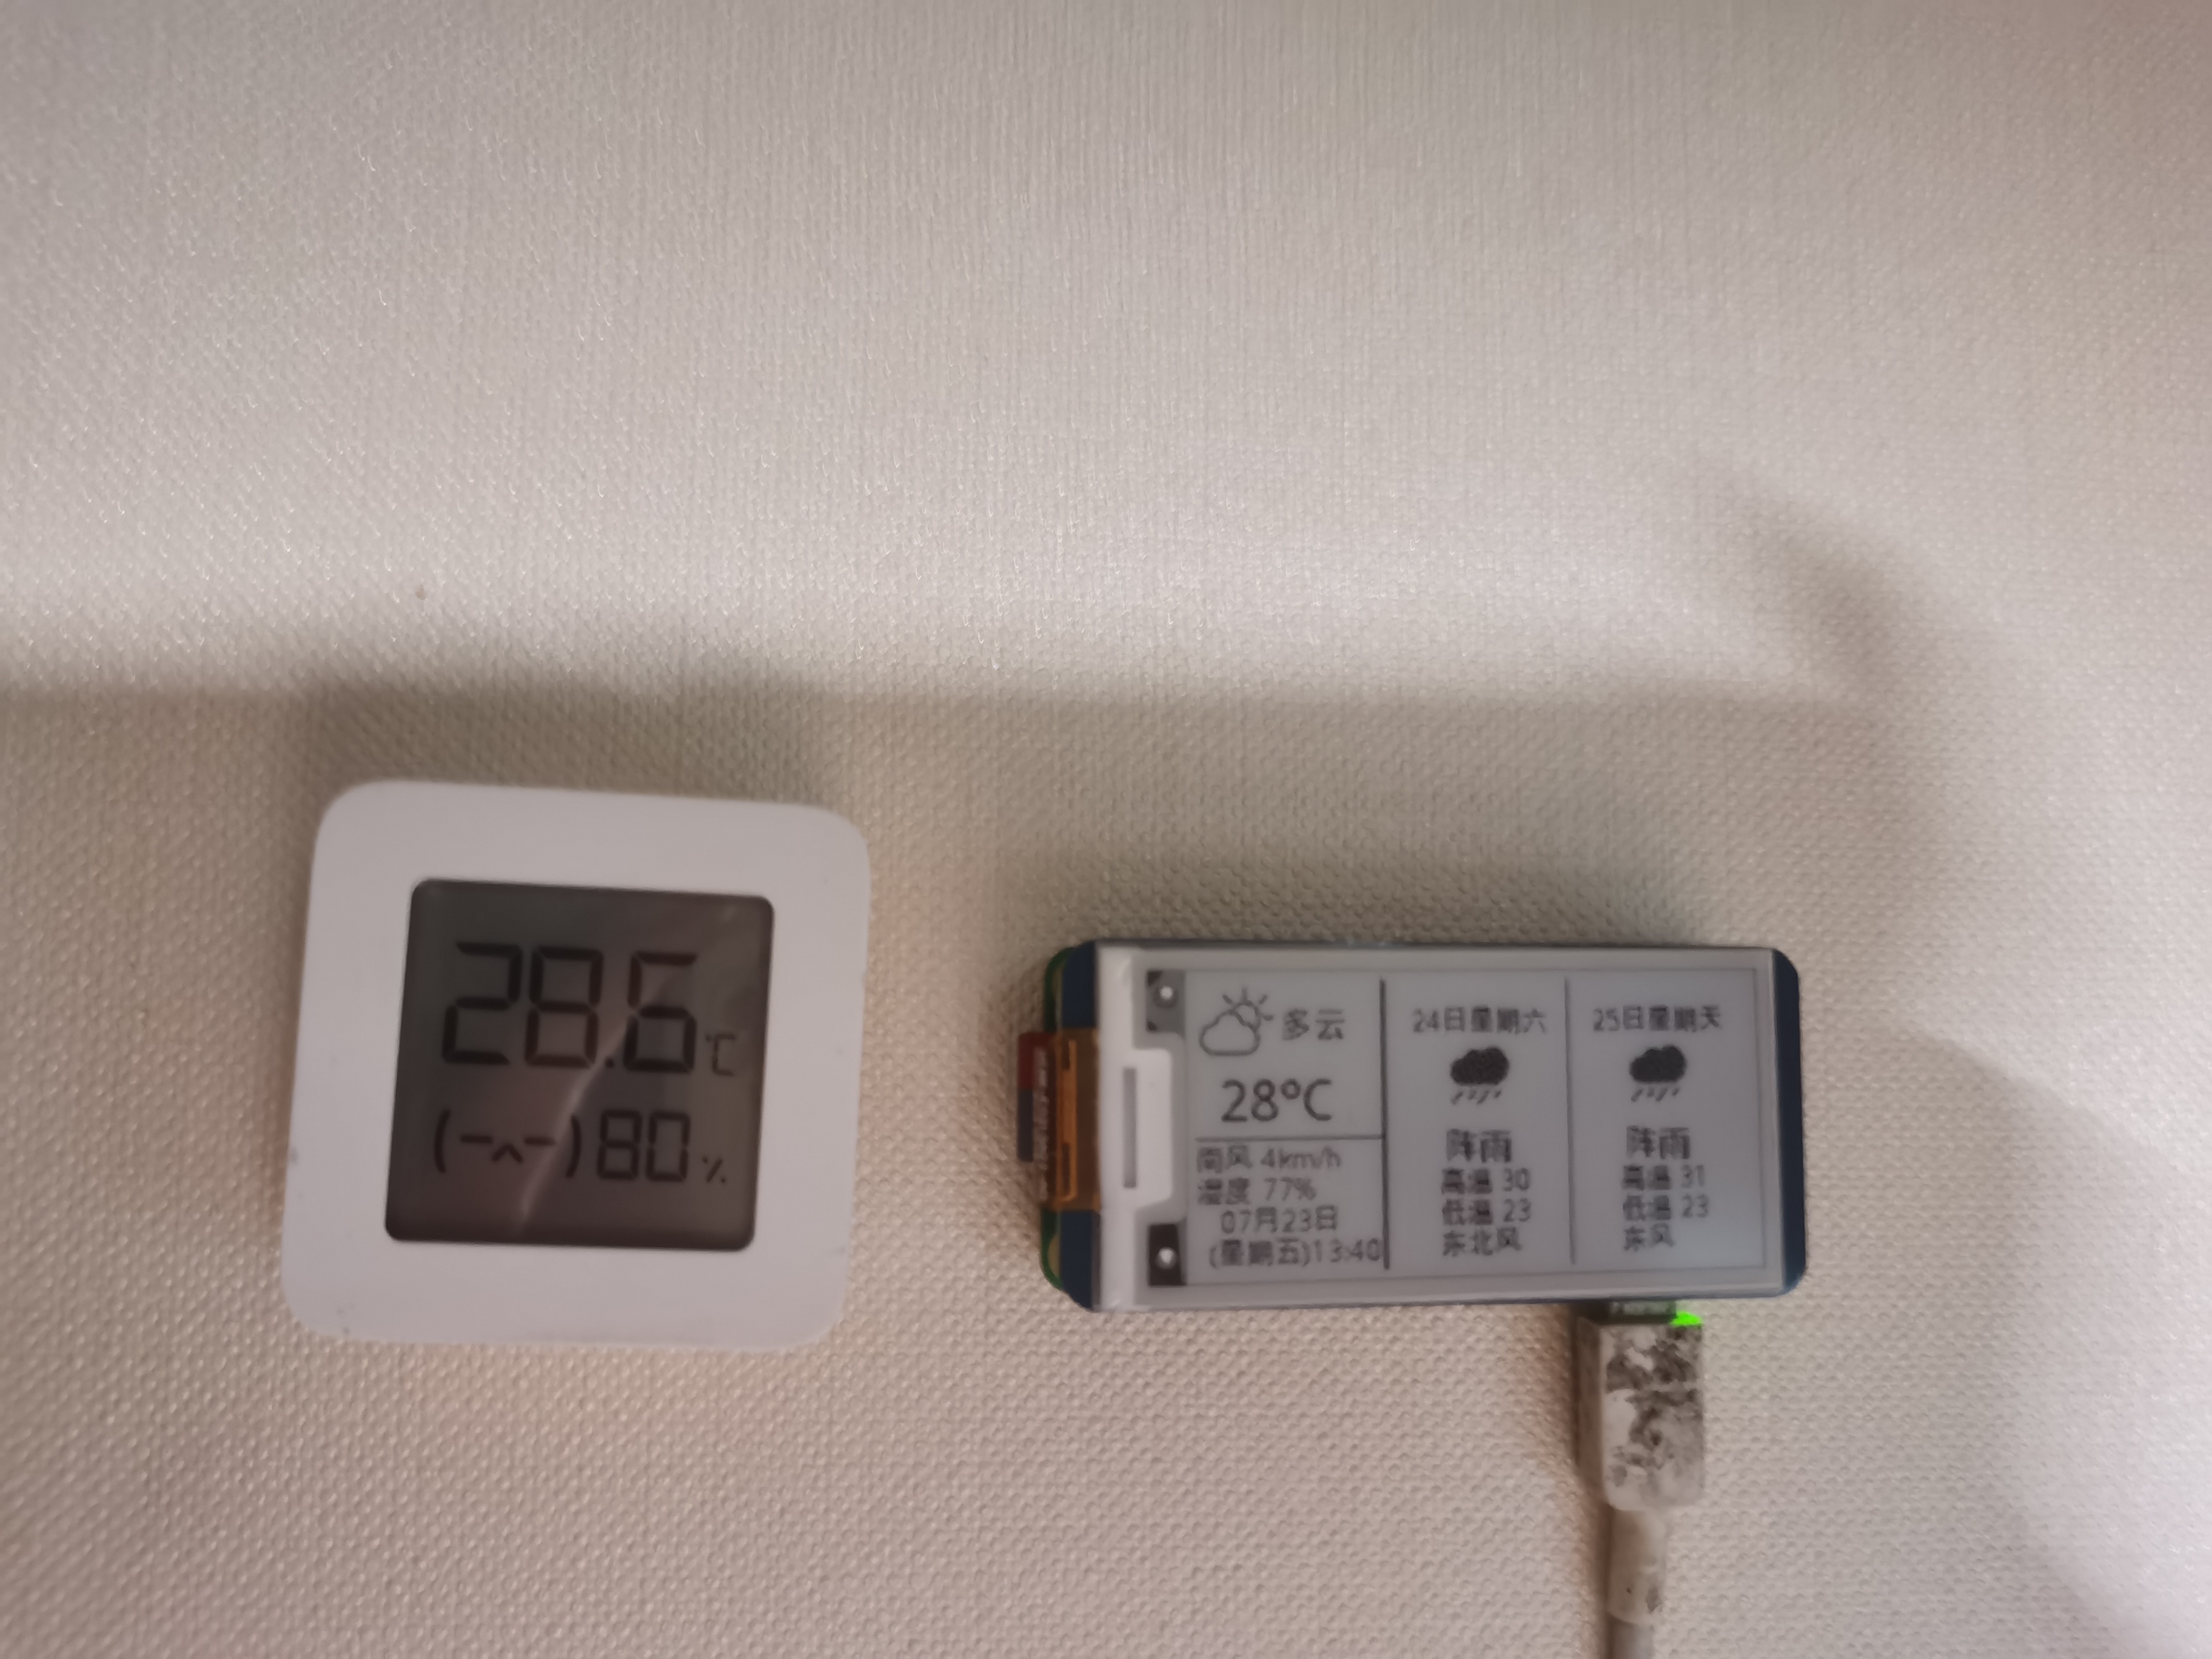 28.6℃
(-^-) 80%
多云
28°C
南风 4km/h
湿度 77%
07月23日
(星期五)13:40
24日星期六
阵雨
高温 30
低温 23
东北风
25日星期天
阵雨
高温 31
低温 23
东风